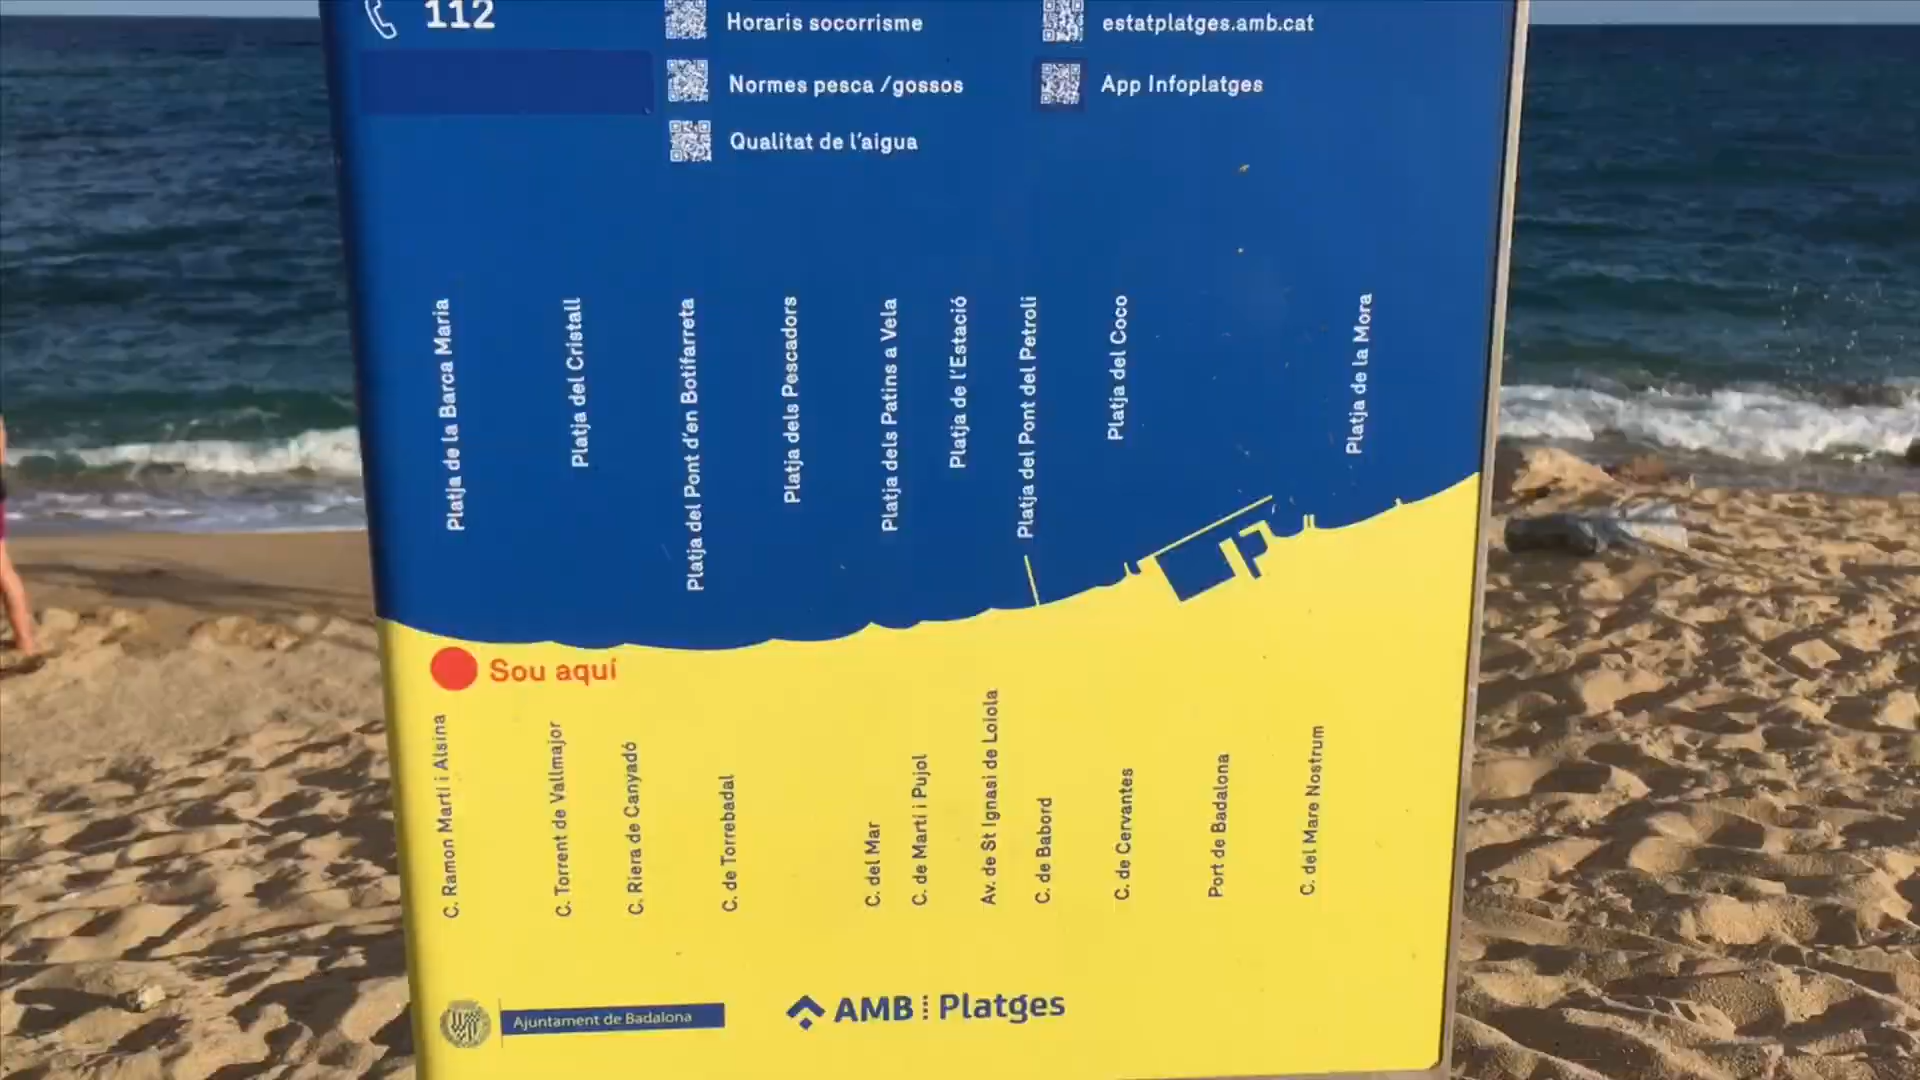 112
Horaris socorrisme
estatplatges.amb.cat
Normes pesca /gossos
App Infoplatges
Qualitat de l'aigua
Platja de la Barca Maria
Platja del Cristall
Platja del Pont d'en Botifarreta
Platja dels Pescadors
Platja dels Patins a Vela
Platja de l'Estació
Platja del Pont del Petroli
Platja del Coco
Platja de la Mora
Sou aquí
C. Ramon Martí i Alsina
C. Torrent de Vallmajor
C. Riera de Canyadó
C. de Torrebadal
C. del Mar
C. de Martí i Pujol
Av. de St Ignasi de Loiola
C. de Babord
C. de Cervantes
Port de Badalona
C. del Mare Nostrum
Ajuntament de Badalona
AMB Platges